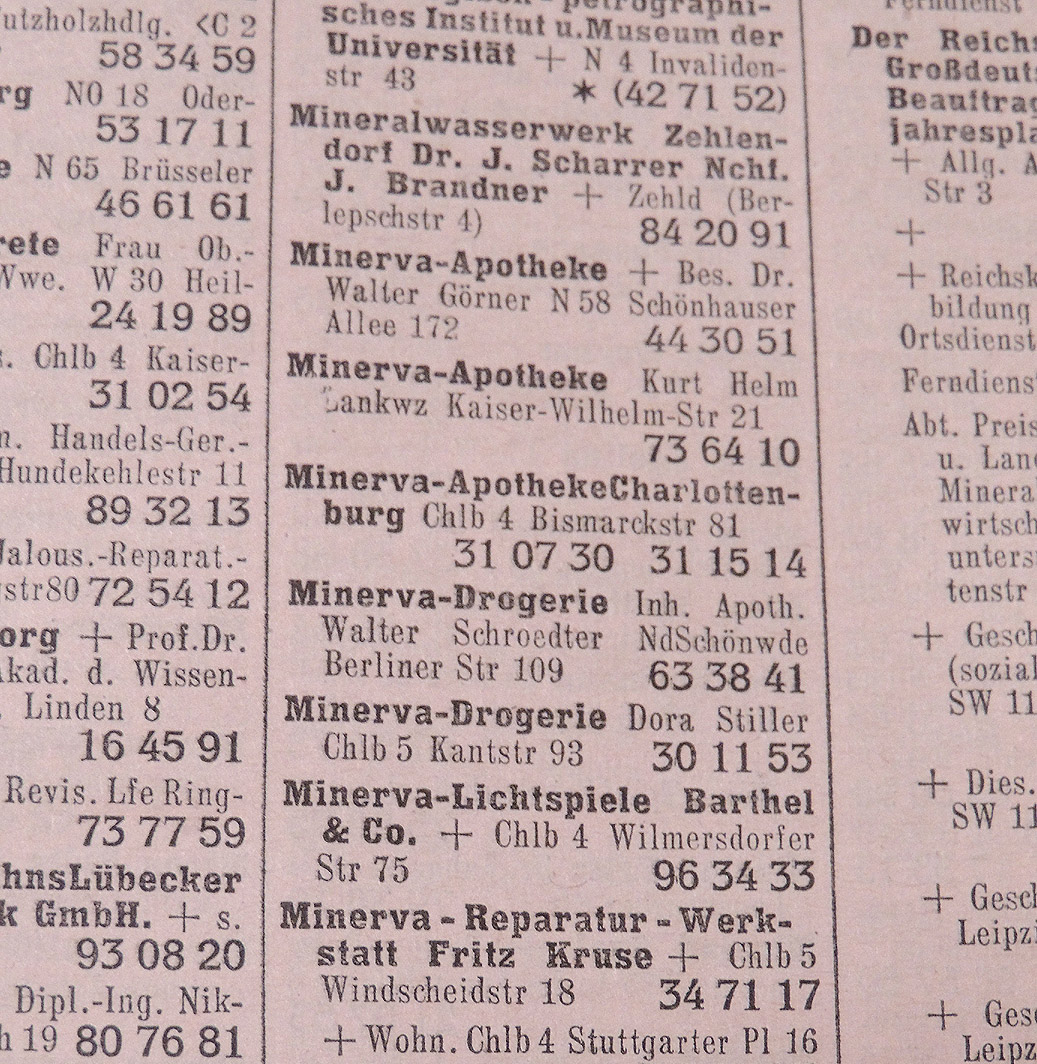 utzholzhdlg. <C 2
58 34 59
rg NO 18 Oder-
53 17 11
e N 65 Brüsseler
46 61 61
rete Frau Ob.-
Wwe. W 30 Heil-
24 19 89
s. Chlb 4 Kaiser-
31 02 54
n. Handels-Ger.-
Hundekehlestr 11
89 32 13
Jalous.-Reparat.-
str80 72 54 12
org + Prof.Dr.
Akad. d. Wissen-
Linden 8
16 45 91
Revis. Lfe Ring-
73 77 59
hnsLübecker
k GmbH. + s.
93 08 20
Dipl.-Ing. Nik-
h 19 80 76 81
petrographi-
sches Institut u.Museum der
Universität + N 4 Invaliden-
str 43 * (42 71 52)
Mineralwasserwerk Zehlen-
dorf Dr. J. Scharrer Nchf.
J. Brandner + Zehld (Ber-
lepschstr 4) 84 20 91
Minerva-Apotheke + Bes. Dr.
Walter Görner N 58 Schönhauser
Allee 172 44 30 51
Minerva-Apotheke Kurt Helm
Lankwz Kaiser-Wilhelm-Str 21
73 64 10
Minerva-ApothekeCharlotten-
burg Chlb 4 Bismarckstr 81
31 07 30 31 15 14
Minerva-Drogerie Inh. Apoth.
Walter Schroedter NdSchönwde
Berliner Str 109 63 38 41
Minerva-Drogerie Dora Stiller
Chlb 5 Kantstr 93 30 11 53
Minerva-Lichtspiele Barthel
& Co. + Chlb 4 Wilmersdorfer
Str 75 96 34 33
Minerva - Reparatur - Werk-
statt Fritz Kruse + Chlb 5
Windscheidstr 18 34 71 17
+ Wohn. Chlb 4 Stuttgarter Pl 16
Ferndienst
Der Reichs
Großdeut
Beauftrag
jahrespla
+ Allg. A
Str 3
+
+ Reichsk
bildung
Ortsdienst
Ferndienst
Abt. Preis
u. Land
Minera
wirtsch
unters
tenstr
+ Gesch
(sozial
SW 11
+ Dies.
SW 11
+ Gesch
Leipzi
+ Gesc
Leipz